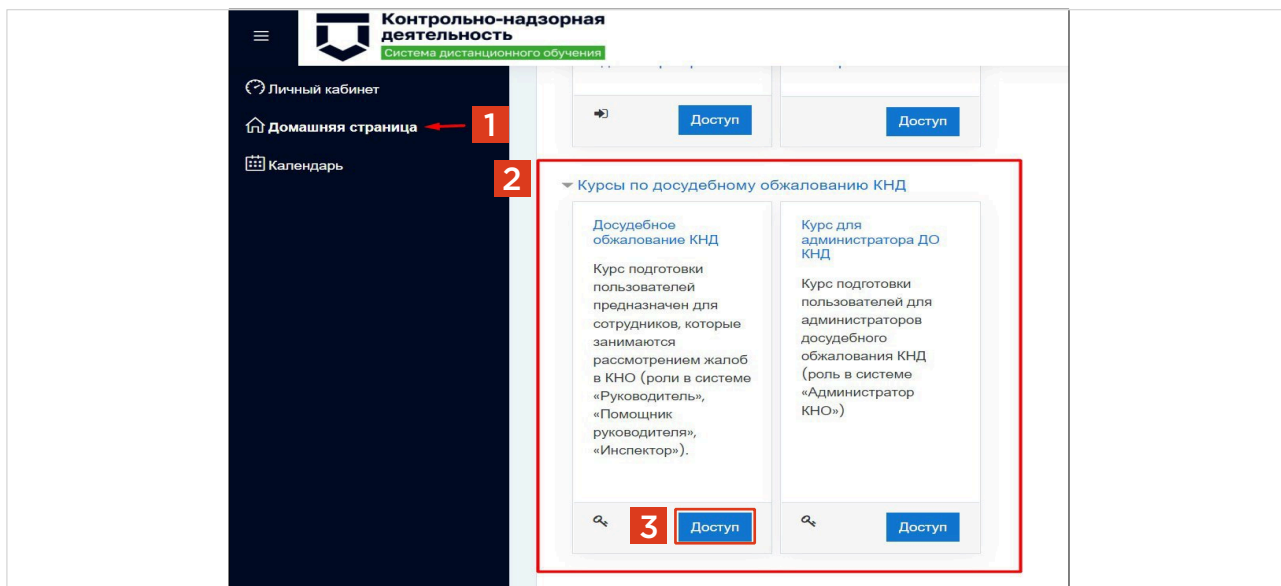 Контрольно-надзорная
деятельность
Система дистанционного обучения
Личный кабинет
Домашняя страница
1
Календарь
Доступ
Доступ
2
Курсы по досудебному обжалованию КНД
Досудебное
обжалование КНД
Курс подготовки
пользователей
предназначен для
сотрудников, которые
занимаются
рассмотрением жалоб
в КНО (роли в системе
«Руководитель»,
«Помощник
руководителя»,
«Инспектор»).
3
Доступ
Курс для
администратора ДО
КНД
Курс подготовки
пользователей для
администраторов
досудебного
обжалования КНД
(роль в системе
«Администратор
КНО»)
Доступ